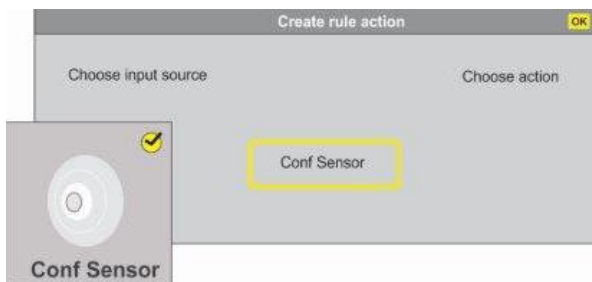 Create rule action
OK
Choose input source
Choose action
Conf Sensor
Conf Sensor